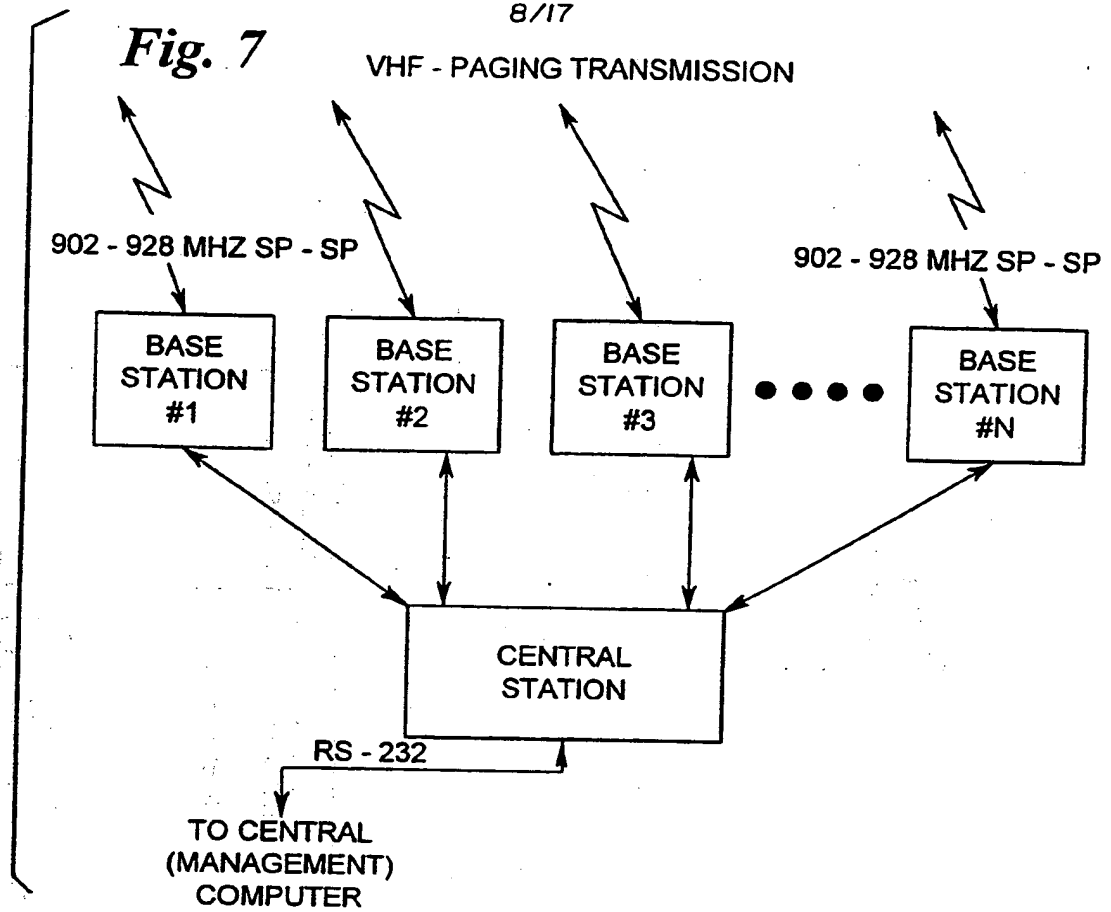 8/17
Fig. 7
VHF - PAGING TRANSMISSION
902 - 928 MHZ SP - SP
902 - 928 MHZ SP - SP
BASE
STATION
#1
BASE
STATION
#2
BASE
STATION
#3
BASE
STATION
#N
CENTRAL
STATION
RS - 232
TO CENTRAL
(MANAGEMENT)
COMPUTER